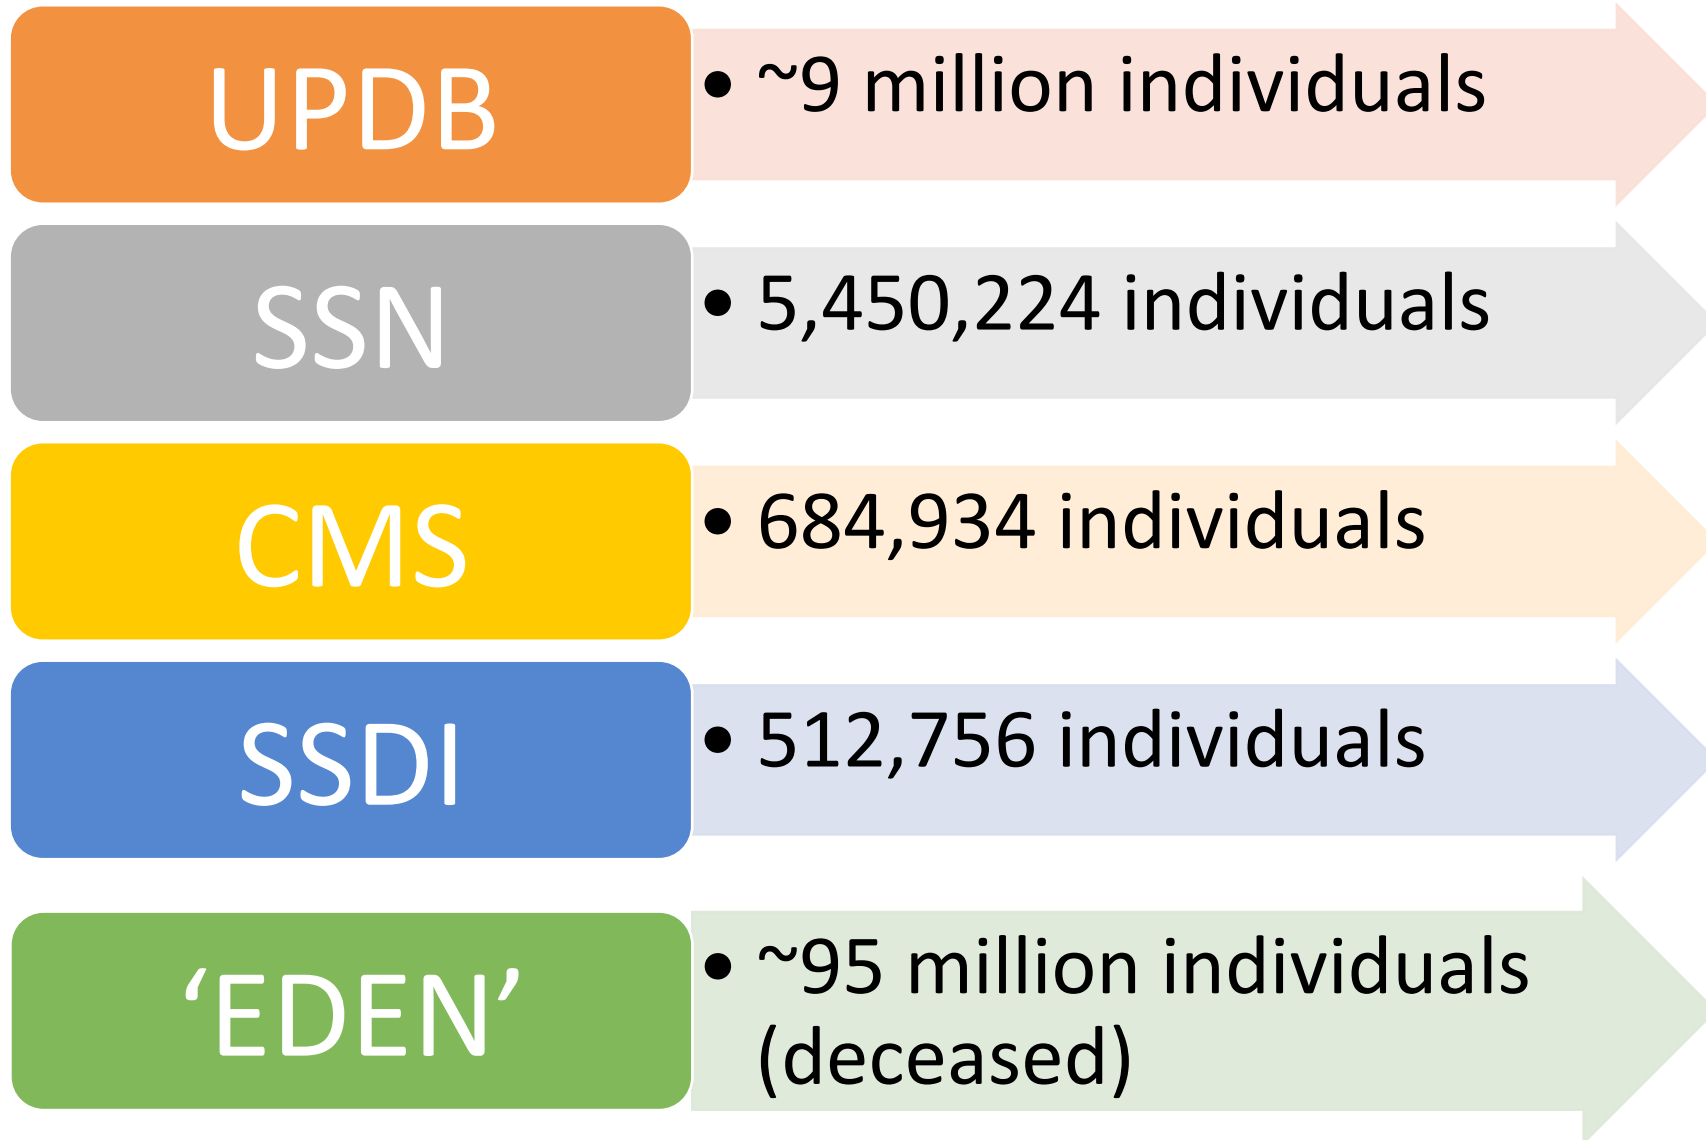 UPDB
• ~9 million individuals
SSN
• 5,450,224 individuals
CMS
• 684,934 individuals
SSDI
• 512,756 individuals
‘EDEN’
• ~95 million individuals
(deceased)